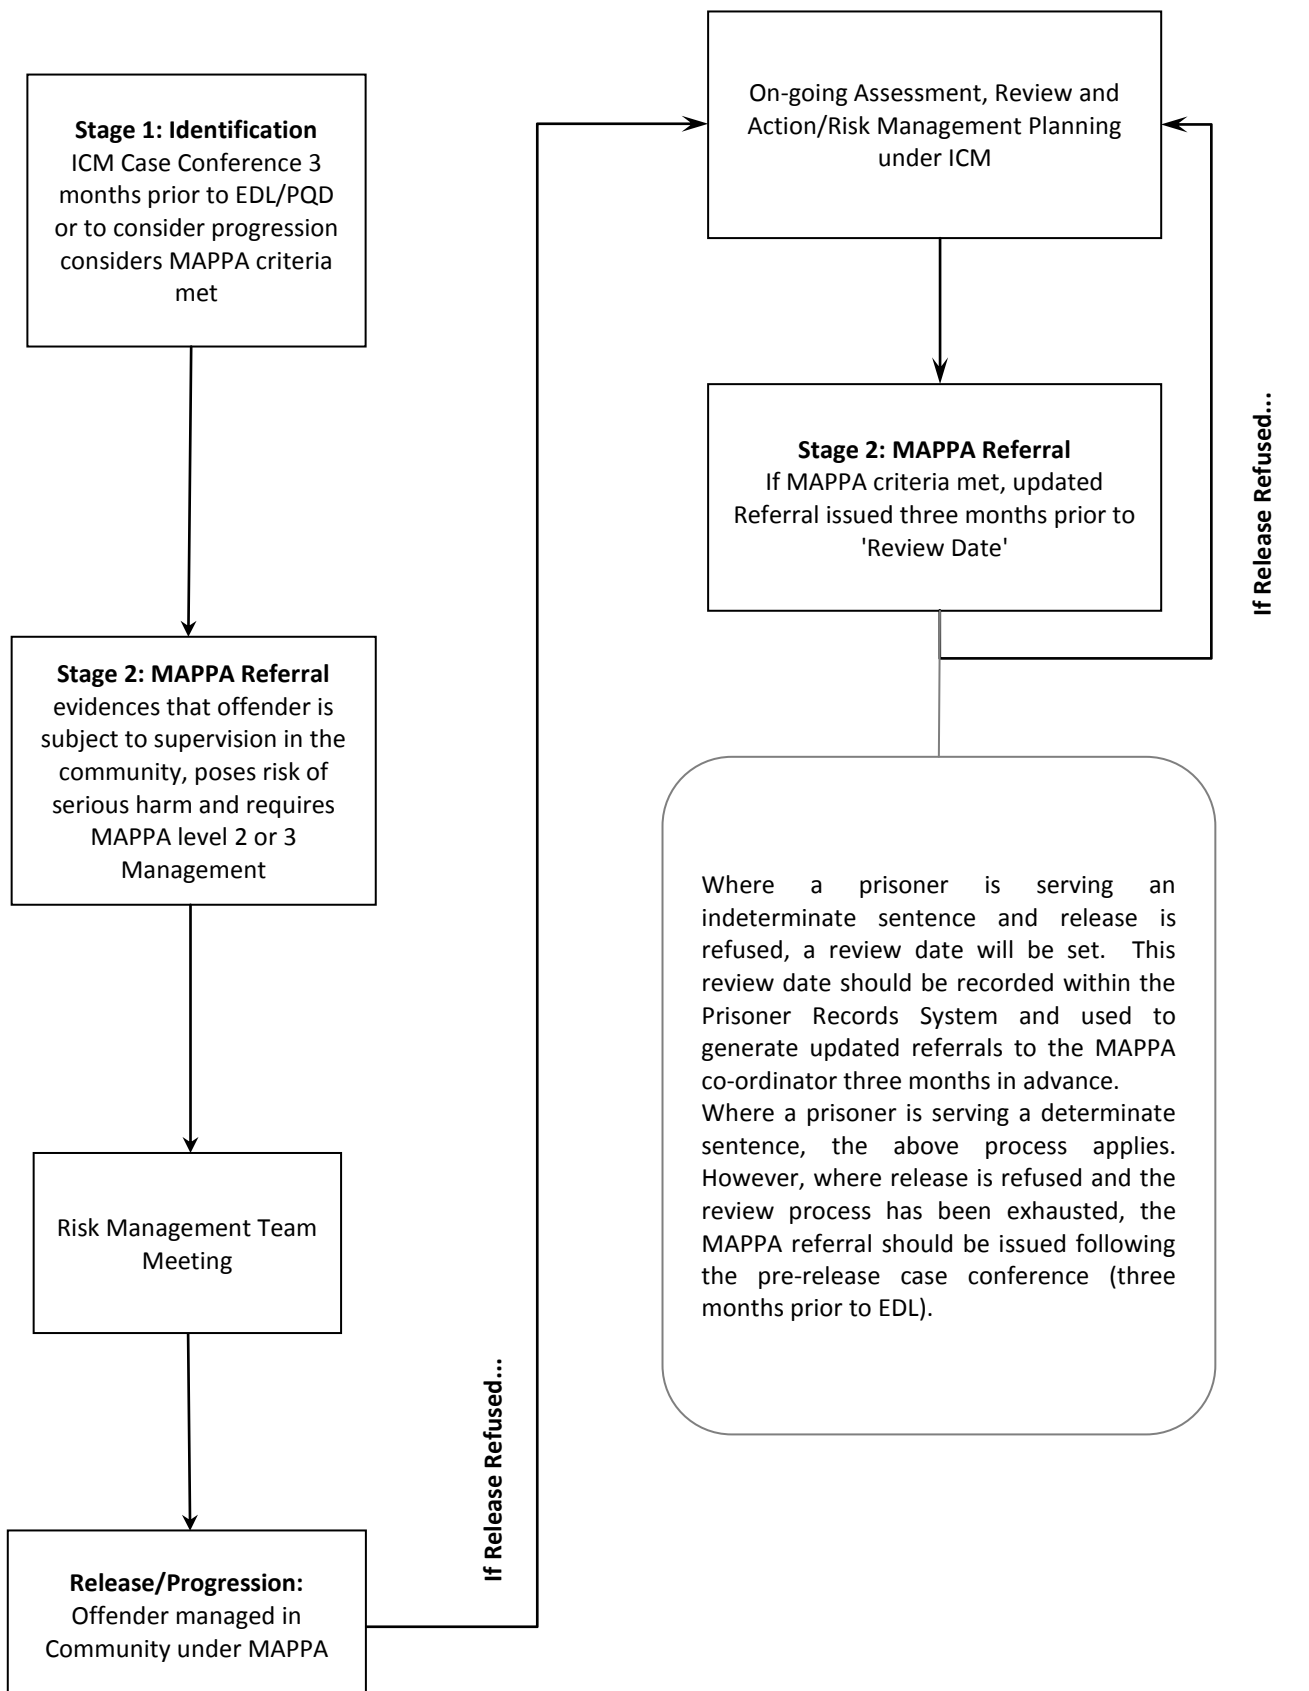 Stage 1: Identification
ICM Case Conference 3
months prior to EDL/PQD
or to consider progression
considers MAPPA criteria
met
Stage 2: MAPPA Referral
evidences that offender is
subject to supervision in the
community, poses risk of
serious harm and requires
MAPPA level 2 or 3
Management
Risk Management Team
Meeting
Release/Progression:
Offender managed in
Community under MAPPA
If Release Refused...
On-going Assessment, Review and
Action/Risk Management Planning
under ICM
Stage 2: MAPPA Referral
If MAPPA criteria met, updated
Referral issued three months prior to
'Review Date'
If Release Refused...
Where a prisoner is serving an
indeterminate sentence and release is
refused, a review date will be set. This
review date should be recorded within the
Prisoner Records System and used to
generate updated referrals to the MAPPA
co-ordinator three months in advance.
Where a prisoner is serving a determinate
sentence, the above process applies.
However, where release is refused and the
review process has been exhausted, the
MAPPA referral should be issued following
the pre-release case conference (three
months prior to EDL).